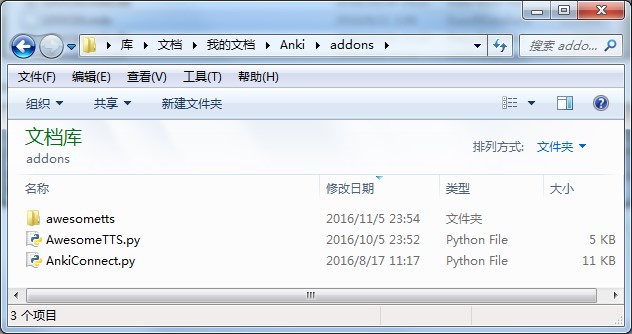 库 ▸ 文档 ▸ 我的文档 ▸ Anki ▸ addons ▸
搜索 addo...
文件(F) 编辑(E) 查看(V) 工具(T) 帮助(H)
组织 共享 新建文件夹
文档库
addons
排列方式: 文件夹
名称 修改日期 类型 大小
awesometts 2016/11/5 23:54 文件夹
AwesomeTTS.py 2016/10/5 23:52 Python File 5 KB
AnkiConnect.py 2016/8/17 11:17 Python File 11 KB
3 个项目